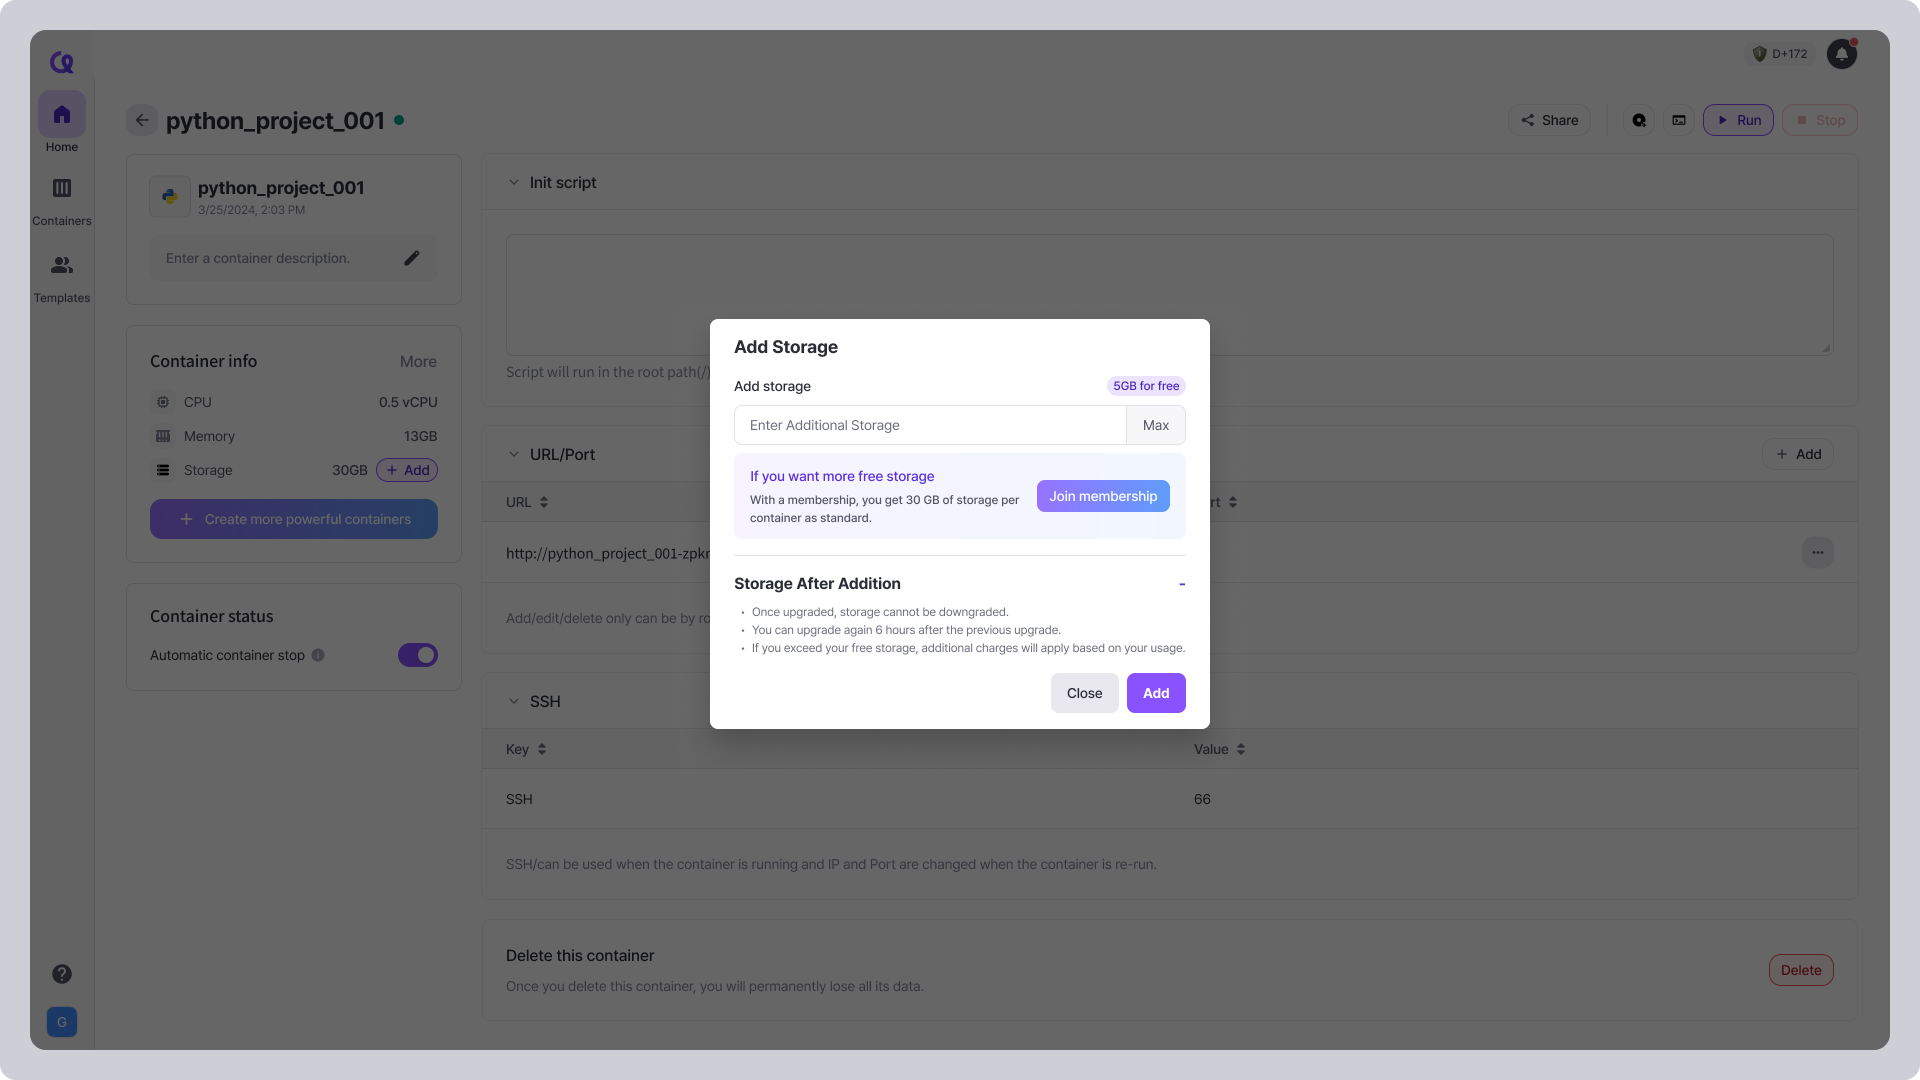 D+172
python_project_001
Share
Run
Stop
Home
Containers
Templates
G
python_project_001
3/25/2024, 2:03 PM
Enter a container description.
Container info
More
CPU
0.5 vCPU
Memory
13GB
Storage
30GB
+ Add
+ Create more powerful containers
Container status
Automatic container stop
Init script
Script will run in the root path(/)
URL/Port
+ Add
URL
rt
http://python_project_001-zpkr
Add/edit/delete only can be by ro
SSH
Key
Value
SSH
66
SSH/can be used when the container is running and IP and Port are changed when the container is re-run.
Delete this container
Once you delete this container, you will permanently lose all its data.
Delete
Add Storage
Add storage
5GB for free
Enter Additional Storage
Max
If you want more free storage
With a membership, you get 30 GB of storage per
container as standard.
Join membership
Storage After Addition
-
• Once upgraded, storage cannot be downgraded.
• You can upgrade again 6 hours after the previous upgrade.
• If you exceed your free storage, additional charges will apply based on your usage.
Close
Add